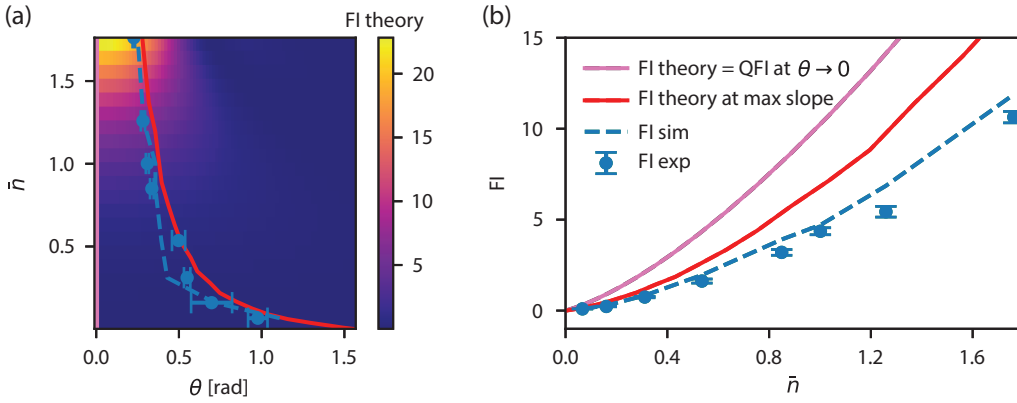 (a)
FI theory
n̄
1.5
1.0
0.5
0.0
0.5
1.0
1.5
θ [rad]
20
15
10
5
(b)
FI
15
10
5
0
FI theory = QFI at θ → 0
FI theory at max slope
FI sim
FI exp
0.0
0.4
0.8
1.2
1.6
n̄